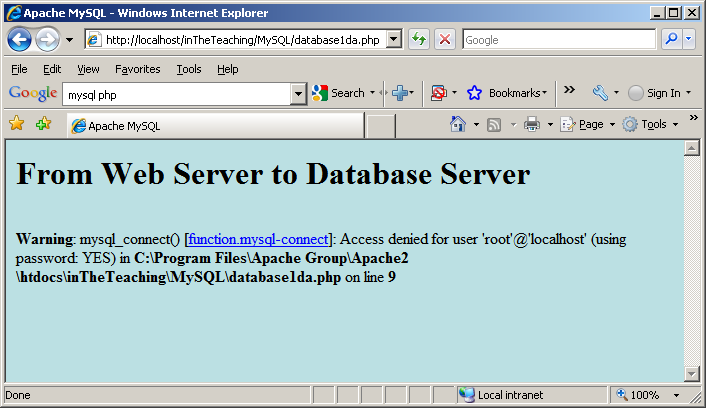 Apache MySQL - Windows Internet Explorer
http://localhost/inTheTeaching/MySQL/database1da.php
Google
File Edit View Favorites Tools Help
Google mysql php Search Bookmarks Sign In
Apache MySQL Page Tools
From Web Server to Database Server
Warning: mysql_connect() [function.mysql-connect]: Access denied for user 'root'@'localhost' (using
password: YES) in C:\Program Files\Apache Group\Apache2
\htdocs\inTheTeaching\MySQL\database1da.php on line 9
Done Local intranet 100%